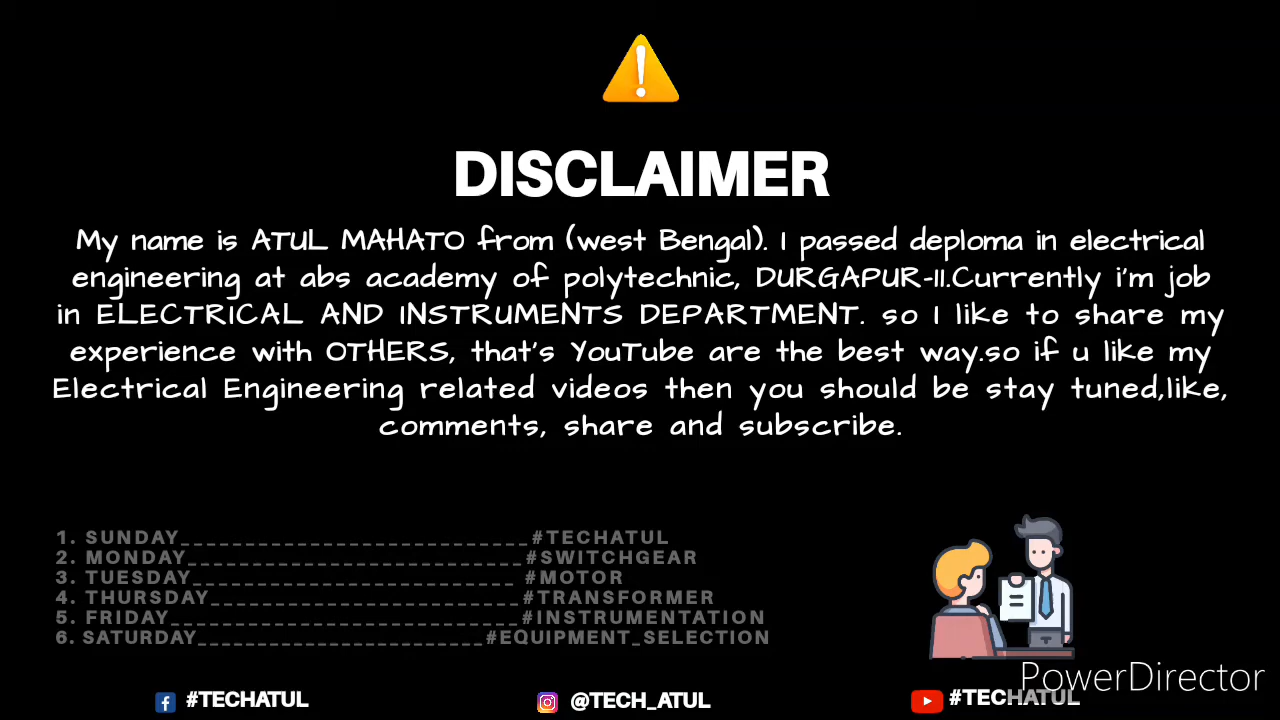 DISCLAIMER
My name is ATUL MAHATO from (west Bengal). I passed deploma in electrical
engineering at abs academy of polytechnic, DURGAPUR-11.Currently i'm job
in ELECTRICAL AND INSTRUMENTS DEPARTMENT. so I like to share my
experience with OTHERS, that's YouTube are the best way.so if u like my
Electrical Engineering related videos then you should be stay tuned,like,
comments, share and subscribe.
1. SUNDAY___________________________#TECHATUL
2. MONDAY__________________________#SWITCHGEAR
3. TUESDAY_________________________ #MOTOR
4. THURSDAY________________________#TRANSFORMER
5. FRIDAY___________________________#INSTRUMENTATION
6. SATURDAY______________________#EQUIPMENT_SELECTION
PowerDirector
#TECHATUL @TECH_ATUL #TECHATUL